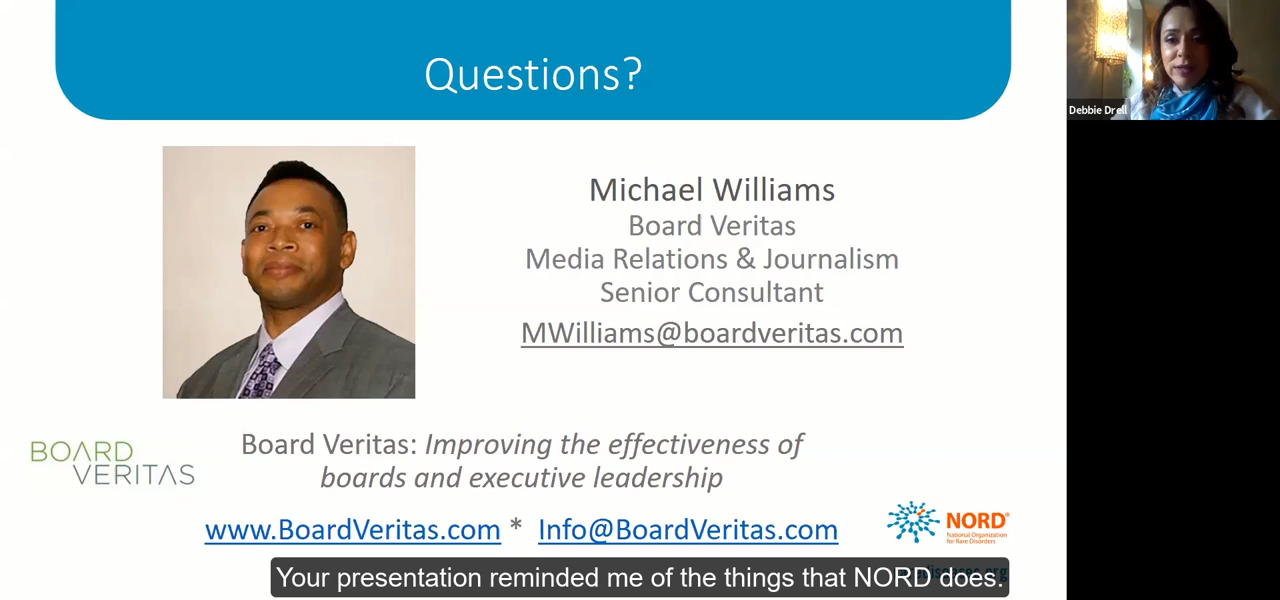 Questions?
Debbie Drell
Michael Williams
Board Veritas
Media Relations & Journalism
Senior Consultant
MWilliams@boardveritas.com
BOARD
VERITAS
Board Veritas: Improving the effectiveness of
boards and executive leadership
www.BoardVeritas.com * Info@BoardVeritas.com
NORD®
National Organization
for Rare Disorders
Your presentation reminded me of the things that NORD does.